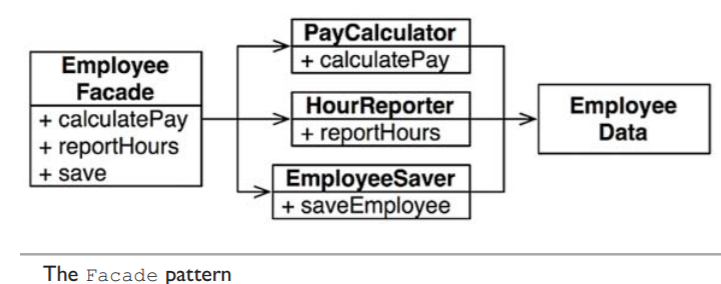 Employee
Facade
+ calculatePay
+ reportHours
+ save
PayCalculator
+ calculatePay
HourReporter
+ reportHours
EmployeeSaver
+ saveEmployee
Employee
Data
The Facade pattern